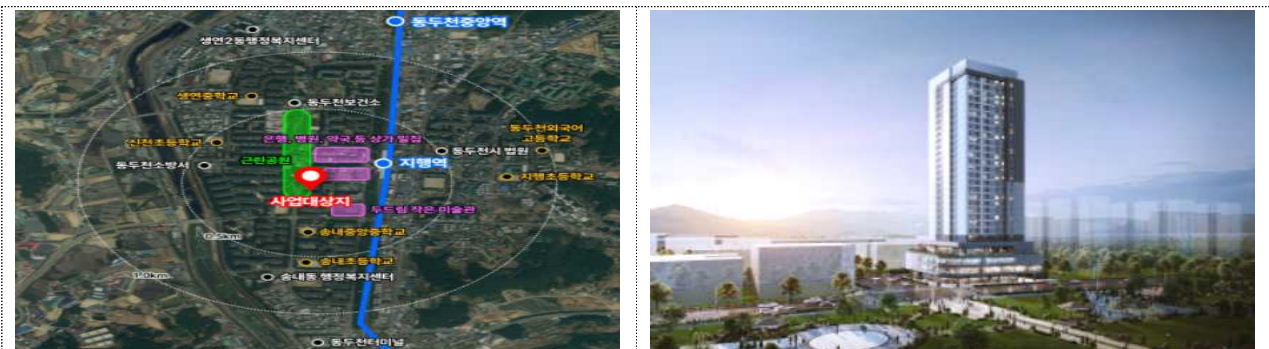 동두천중앙역
생연2동행정복지센터
생연중학교
동두천보건소
은행, 병원, 약국 등 상가 밀집
동두천외국어
고등학교
신천초등학교
근린공원
동두천시 법원
동두천소방서
지행역
지행초등학교
사업대상지
두드림 작은 미술관
송내중앙중학교
0.5km
송내초등학교
1.0km
송내동 행정복지센터
동두천터미널